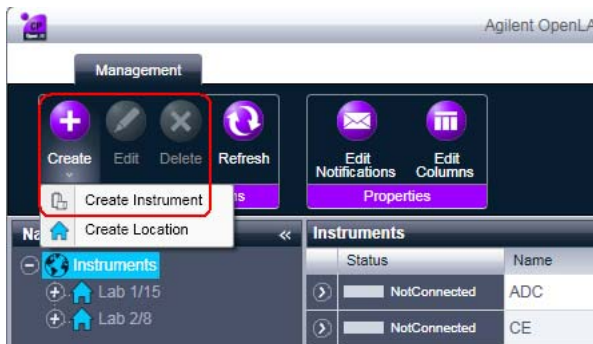 CP
Agilent OpenLA
Management
Create Edit Delete Refresh Edit Notifications Edit Columns
Create Instrument
Create Location
Properties
Instruments
Status Name
Instruments
Lab 1/15
Lab 2/8
NotConnected ADC
NotConnected CE